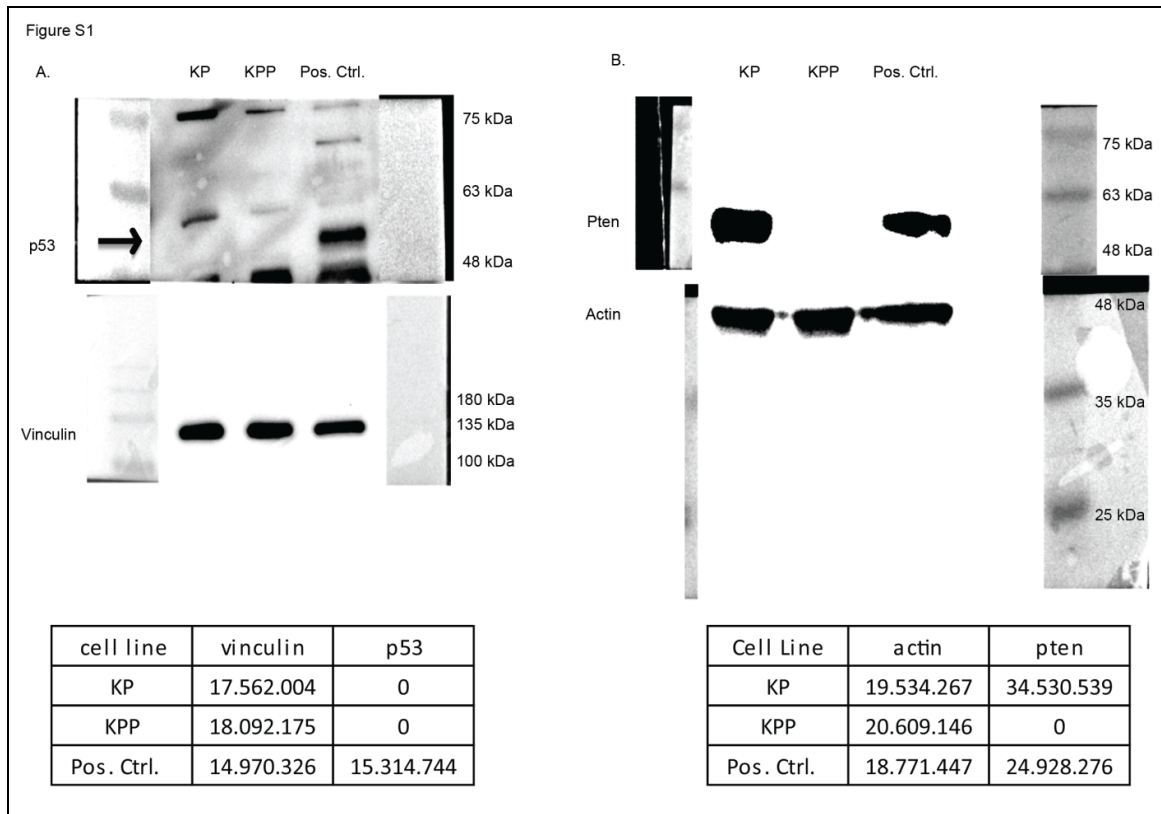 Figure S1
A.
KP KPP Pos. Ctrl.
75 kDa
63 kDa
p53
48 kDa
180 kDa
135 kDa
Vinculin
100 kDa
cell line vinculin p53
KP 17.562.004 0
KPP 18.092.175 0
Pos. Ctrl. 14.970.326 15.314.744
B.
KP KPP Pos. Ctrl.
75 kDa
63 kDa
Pten
48 kDa
Actin
48 kDa
35 kDa
25 kDa
Cell Line actin pten
KP 19.534.267 34.530.539
KPP 20.609.146 0
Pos. Ctrl. 18.771.447 24.928.276